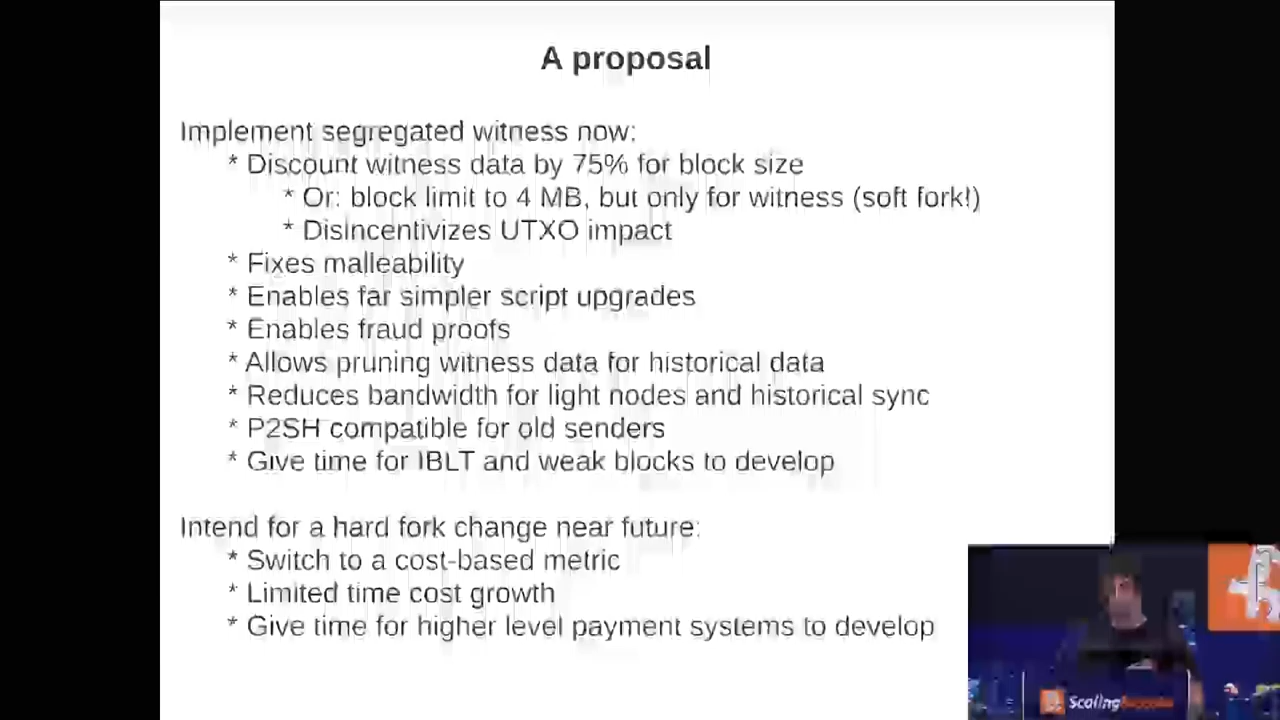 A proposal
Implement segregated witness now:
* Discount witness data by 75% for block size
* Or: block limit to 4 MB, but only for witness (soft fork!)
* Disincentivizes UTXO impact
* Fixes malleability
* Enables far simpler script upgrades
* Enables fraud proofs
* Allows pruning witness data for historical data
* Reduces bandwidth for light nodes and historical sync
* P2SH compatible for old senders
* Give time for IBLT and weak blocks to develop
Intend for a hard fork change near future:
* Switch to a cost-based metric
* Limited time cost growth
* Give time for higher level payment systems to develop
Scaling